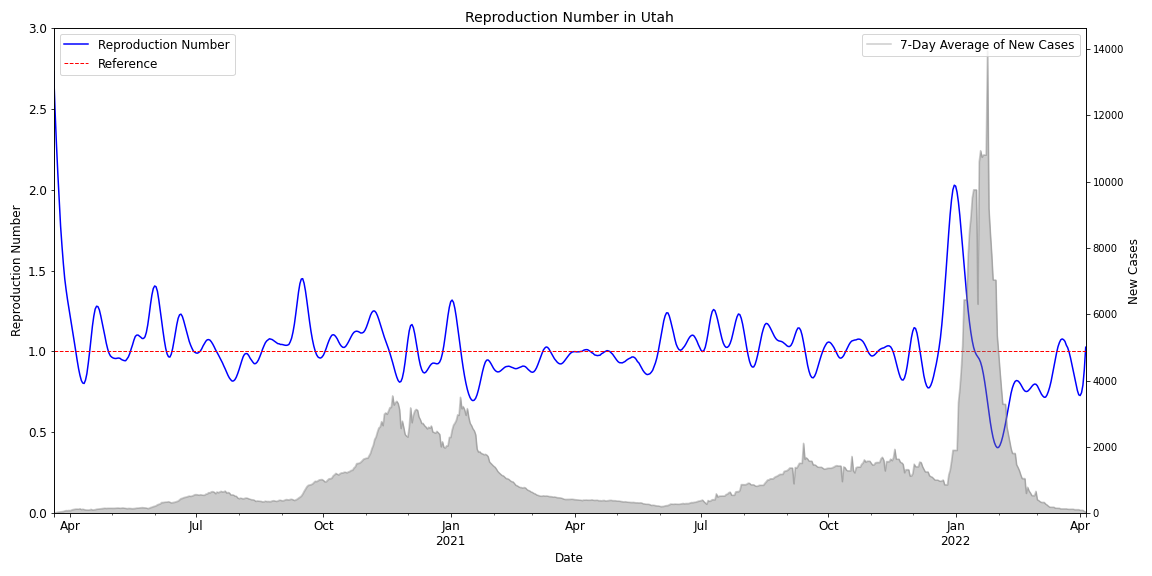 Reproduction Number in Utah
Reproduction Number
Reference
7-Day Average of New Cases
3.0
2.5
2.0
1.5
1.0
0.5
0.0
Reproduction Number
14000
12000
10000
8000
6000
4000
2000
0
New Cases
Apr
Jul
Oct
Jan
2021
Apr
Jul
Oct
Jan
2022
Apr
Date